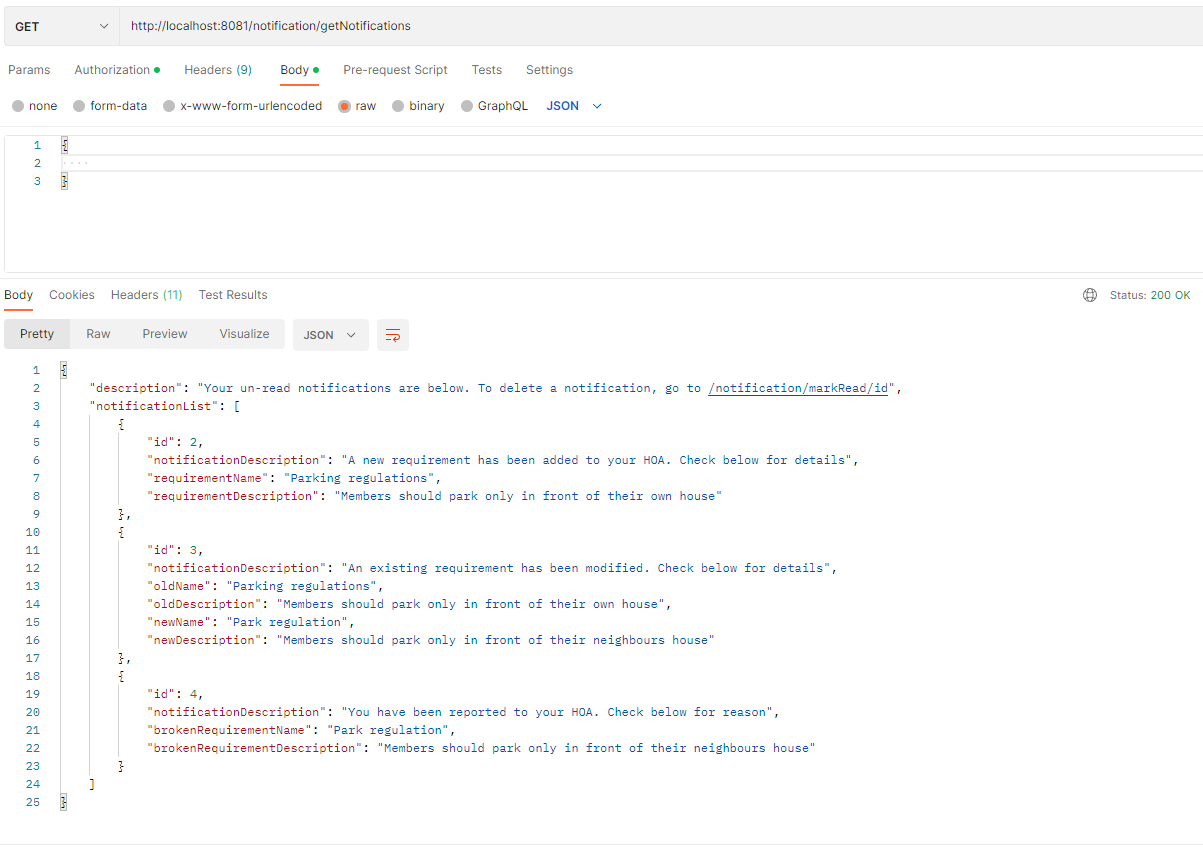 GET http://localhost:8081/notification/getNotifications
Params Authorization Headers (9) Body Pre-request Script Tests Settings
none form-data x-www-form-urlencoded raw binary GraphQL JSON
1 {
2 ····
3 }
Body Cookies Headers (11) Test Results Status: 200 OK
Pretty Raw Preview Visualize JSON
1 {
2 "description": "Your un-read notifications are below. To delete a notification, go to /notification/markRead/id",
3 "notificationList": [
4 {
5 "id": 2,
6 "notificationDescription": "A new requirement has been added to your HOA. Check below for details",
7 "requirementName": "Parking regulations",
8 "requirementDescription": "Members should park only in front of their own house"
9 },
10 {
11 "id": 3,
12 "notificationDescription": "An existing requirement has been modified. Check below for details",
13 "oldName": "Parking regulations",
14 "oldDescription": "Members should park only in front of their own house",
15 "newName": "Park regulation",
16 "newDescription": "Members should park only in front of their neighbours house"
17 },
18 {
19 "id": 4,
20 "notificationDescription": "You have been reported to your HOA. Check below for reason",
21 "brokenRequirementName": "Park regulation",
22 "brokenRequirementDescription": "Members should park only in front of their neighbours house"
23 }
24 ]
25 }